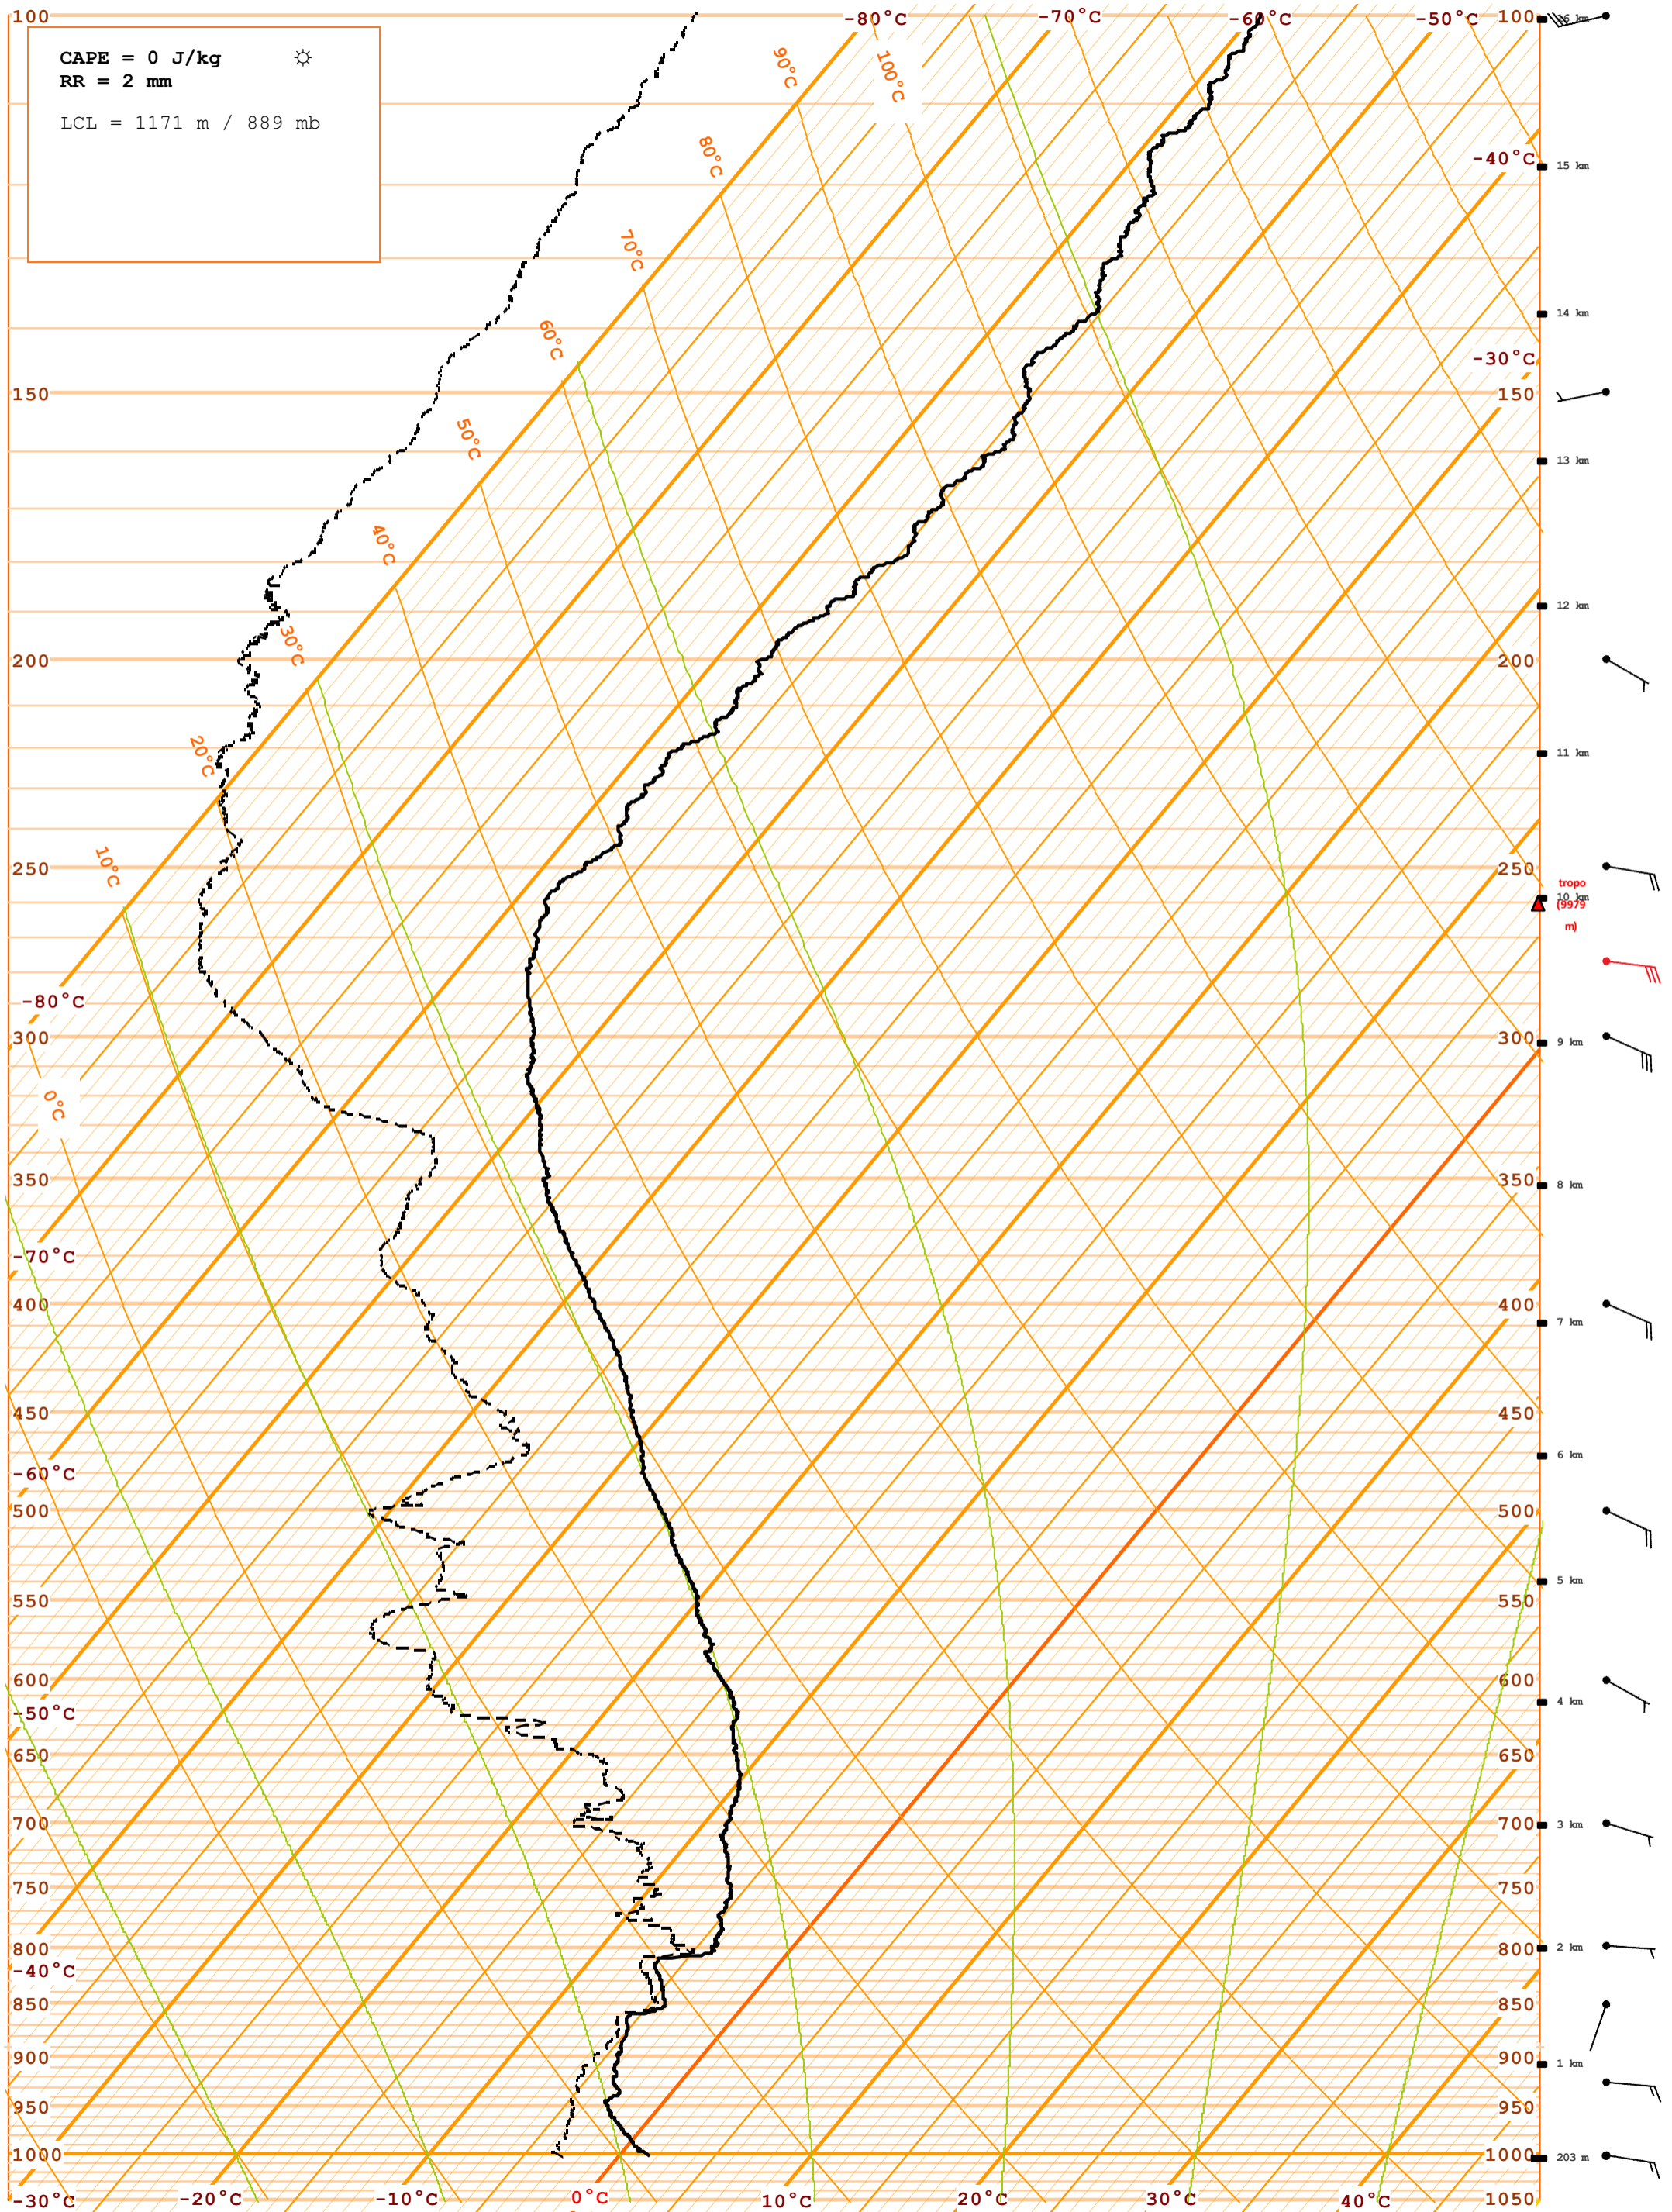 100 -80°C -70°C -60°C -50°C 100
CAPE = 0 J/kg ☼
RR = 2 mm
LCL = 1171 m / 889 mb
90°C 100°C
80°C -40°C 15 km
70°C
14 km
60°C -30°C
150 150
50°C 13 km
40°C
12 km
30°C
200 200
20°C 11 km
10°C 250 250
tropo
10 km
(9979
m)
-80°C
300 300 9 km
0°C
350 350 8 km
-70°C
400 400 7 km
450 450
6 km
-60°C
500 500
5 km
550 550
600 600
4 km
-50°C
650 650
700 700 3 km
750 750
800 800 2 km
-40°C
850 850
900 900 1 km
950 950
1000 1000 203 m
-30°C -20°C -10°C 0°C 10°C 20°C 30°C 40°C 1050